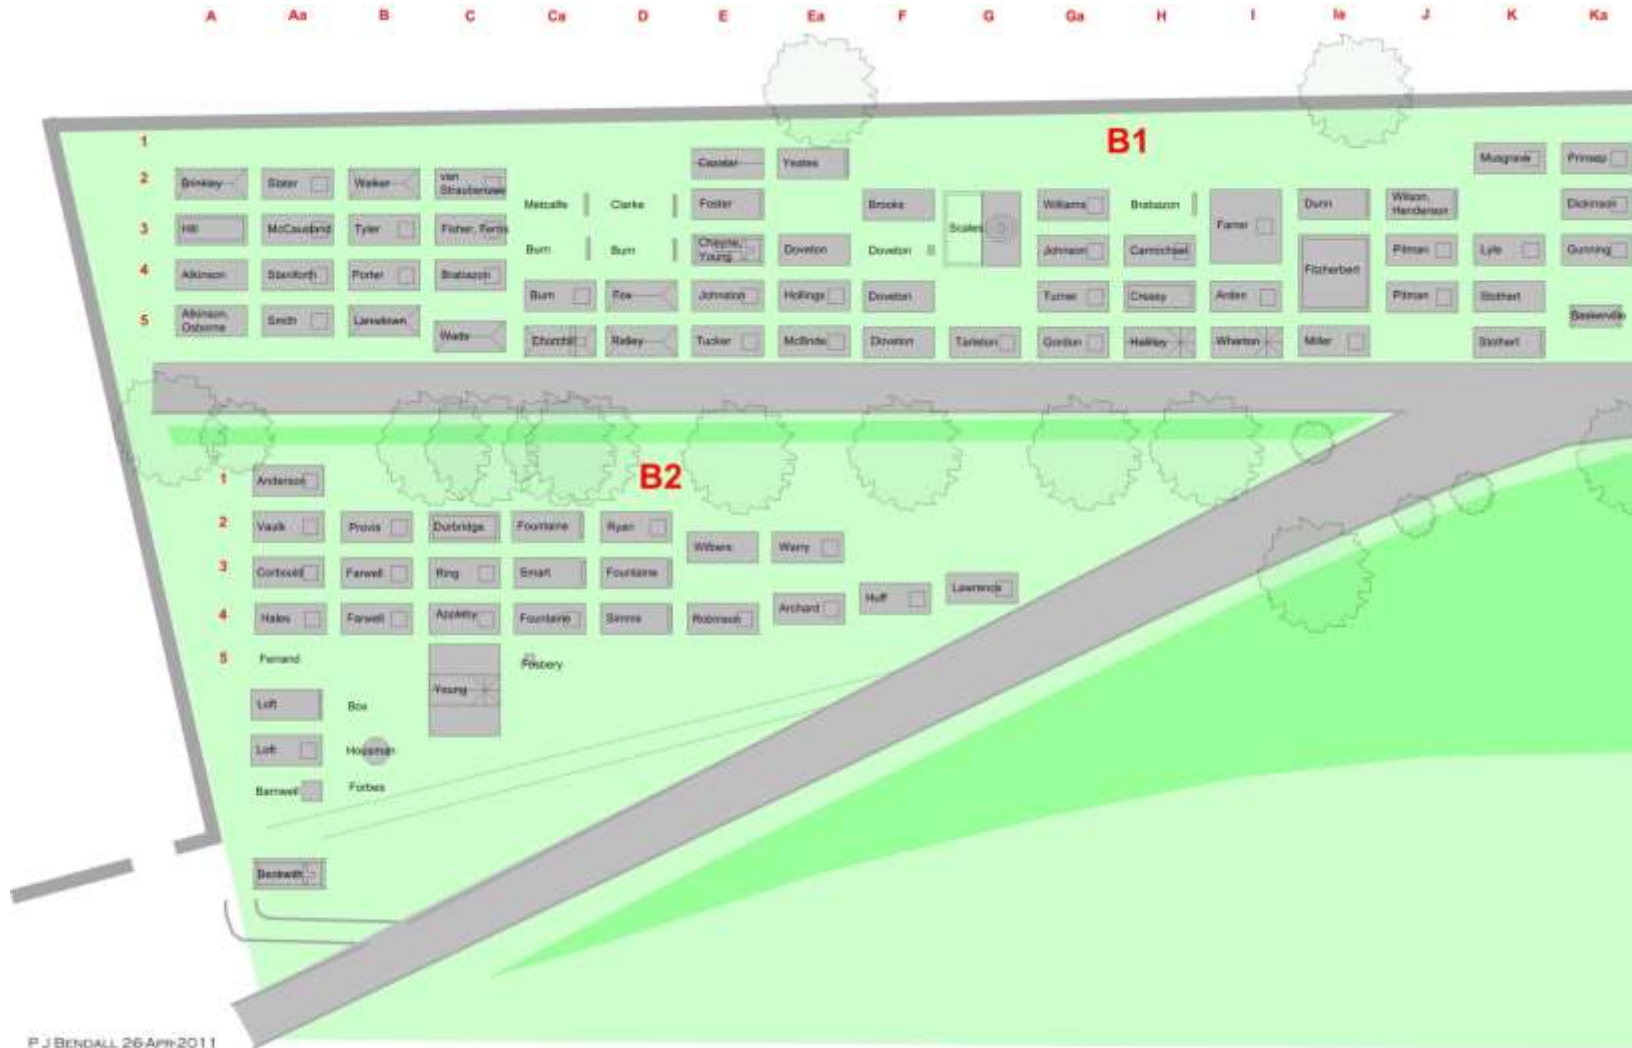 A Aa B C Ca D E Ea F G Ga H I Ia J K Ka
B1
1
Yeates Musgrave Prinsep
2
Brinkley Slater Walker van Straubenzee
Metcalfe Clarke Foster Brooke Williams Brabazon Dunn Wilson, Henderson Dickinson
3
Hill McCausland Tyler Fisher, Ferris Scales Farrer
Burn Burn Cheyne, Young Doveton Doveton Johnson Carmichael Pitman Lyle Gunning
4
Atkinson Staniforth Porter Brabazon Fitzherbert
Burn Fox Johnston Hollings Doveton Turner Creasy Arden Pitman Stothert
5
Atkinson, Osborne Smith Lansdown Baskerville
Wade Churchill Ridley Tucker McBride Doveton Tarleton Gordon Halkley Wharton Miller Stothert
B2
1
Anderson
2
Vaulk Provis Durbridge Fountaine Ryan
Wilbers Warry
3
Corbould Farwell Ring Smart Fountaine
Huff Lawrence
4
Hales Farwell Appleby Fountaine Simms Robinson Archard
5
Ferrand Fosbery
Young
Loft Box
Loft Housman
Barnwell Forbes
Beckwith
P J BENDALL 26-APR-2011